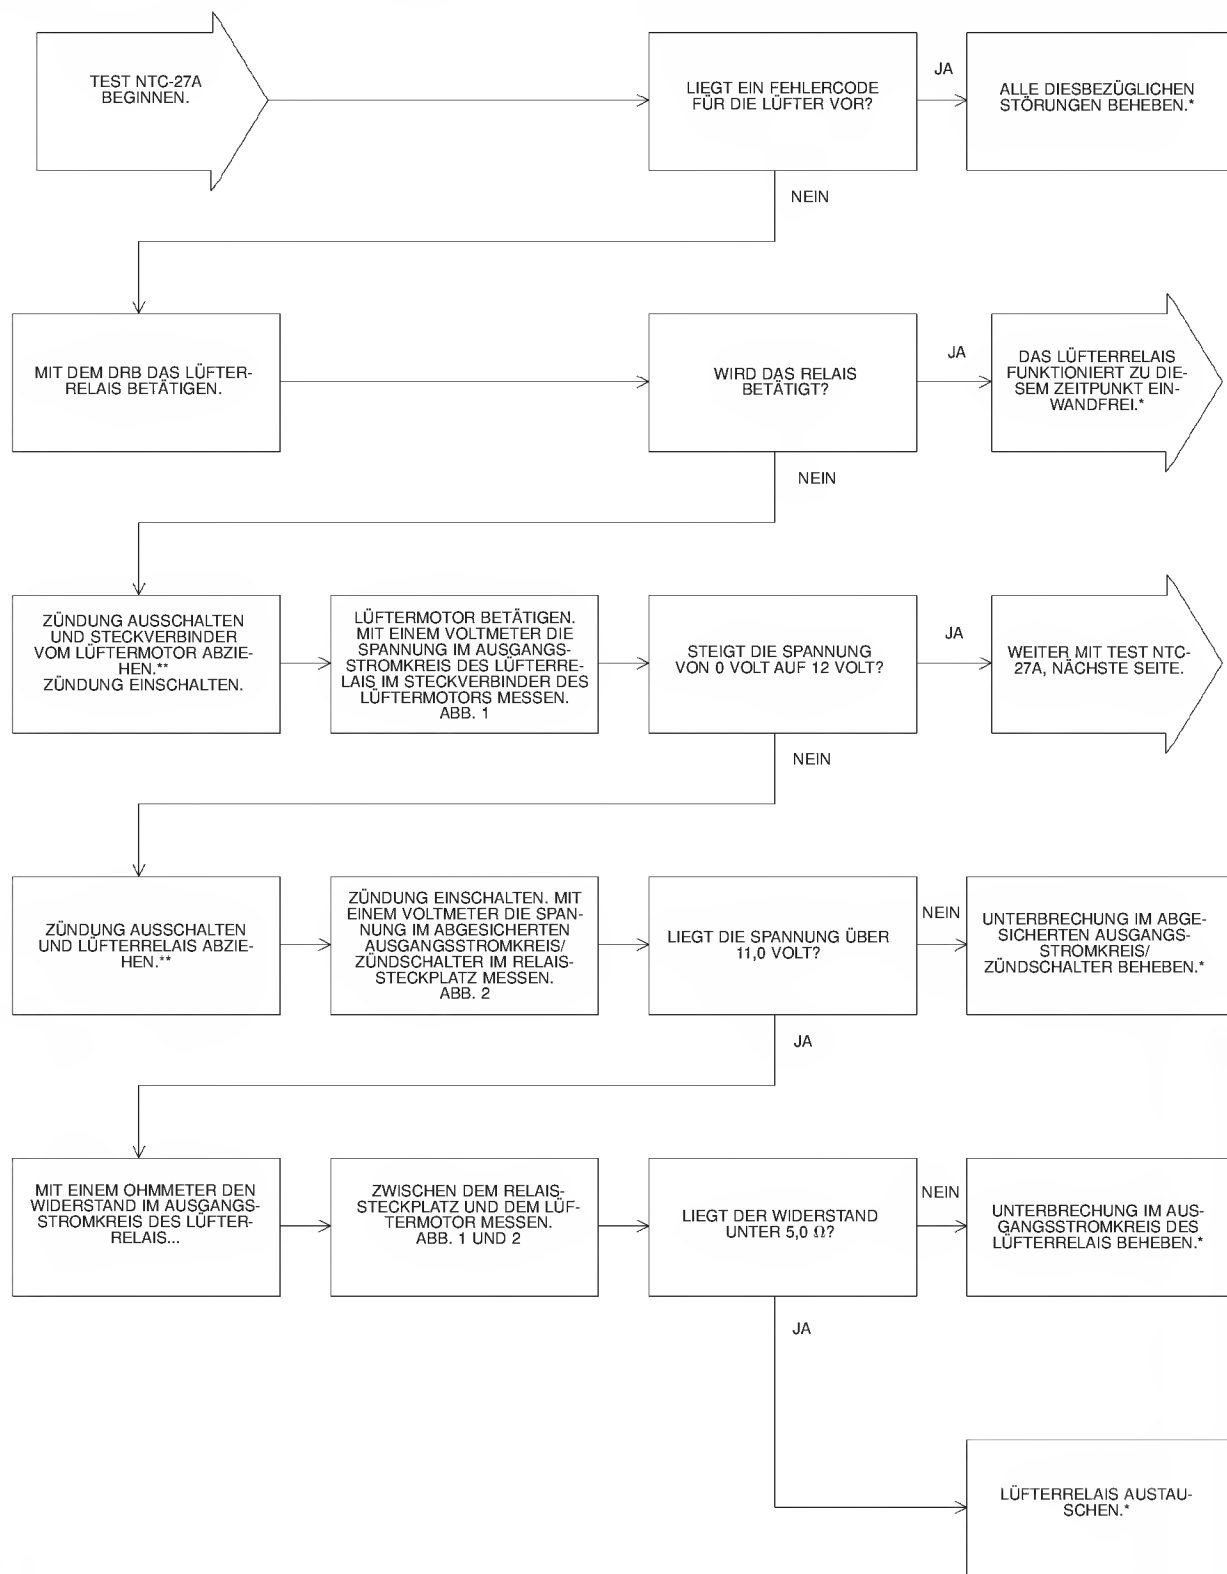 TEST NTC-27A
BEGINNEN.
LIEGT EIN FEHLERCODE
FÜR DIE LÜFTER VOR?
JA
ALLE DIESBEZÜGLICHEN
STÖRUNGEN BEHEBEN.*
NEIN
MIT DEM DRB DAS LÜFTER-
RELAIS BETÄTIGEN.
WIRD DAS RELAIS
BETÄTIGT?
JA
DAS LÜFTERRELAIS
FUNKTIONIERT ZU DIE-
SEM ZEITPUNKT EIN-
WANDFREI.*
NEIN
ZÜNDUNG AUSSCHALTEN
UND STECKVERBINDER
VOM LÜFTERMOTOR ABZIE-
HEN.**
ZÜNDUNG EINSCHALTEN.
LÜFTERMOTOR BETÄTIGEN.
MIT EINEM VOLTMETER DIE
SPANNUNG IM AUSGANGS-
STROMKREIS DES LÜFTERRE-
LAIS IM STECKVERBINDER DES
LÜFTERMOTORS MESSEN.
ABB. 1
STEIGT DIE SPANNUNG
VON 0 VOLT AUF 12 VOLT?
JA
WEITER MIT TEST NTC-
27A, NÄCHSTE SEITE.
NEIN
ZÜNDUNG AUSSCHALTEN
UND LÜFTERRELAIS ABZIE-
HEN.**
ZÜNDUNG EINSCHALTEN. MIT
EINEM VOLTMETER DIE SPAN-
NUNG IM ABGESICHERTEN
AUSGANGSSTROMKREIS/
ZÜNDSCHALTER IM RELAIS-
STECKPLATZ MESSEN.
ABB. 2
LIEGT DIE SPANNUNG ÜBER
11,0 VOLT?
NEIN
UNTERBRECHUNG IM ABGE-
SICHERTEN AUSGANGS-
STROMKREIS/
ZÜNDSCHALTER BEHEBEN.*
JA
MIT EINEM OHMMETER DEN
WIDERSTAND IM AUSGANGS-
STROMKREIS DES LÜFTER-
RELAIS...
ZWISCHEN DEM RELAIS-
STECKPLATZ UND DEM LÜF-
TERMOTOR MESSEN.
ABB. 1 UND 2
LIEGT DER WIDERSTAND
UNTER 5,0 Ω?
NEIN
UNTERBRECHUNG IM AUS-
GANGSSTROMKREIS DES
LÜFTERRELAIS BEHEBEN.*
JA
LÜFTERRELAIS AUSTAU-
SCHEN.*